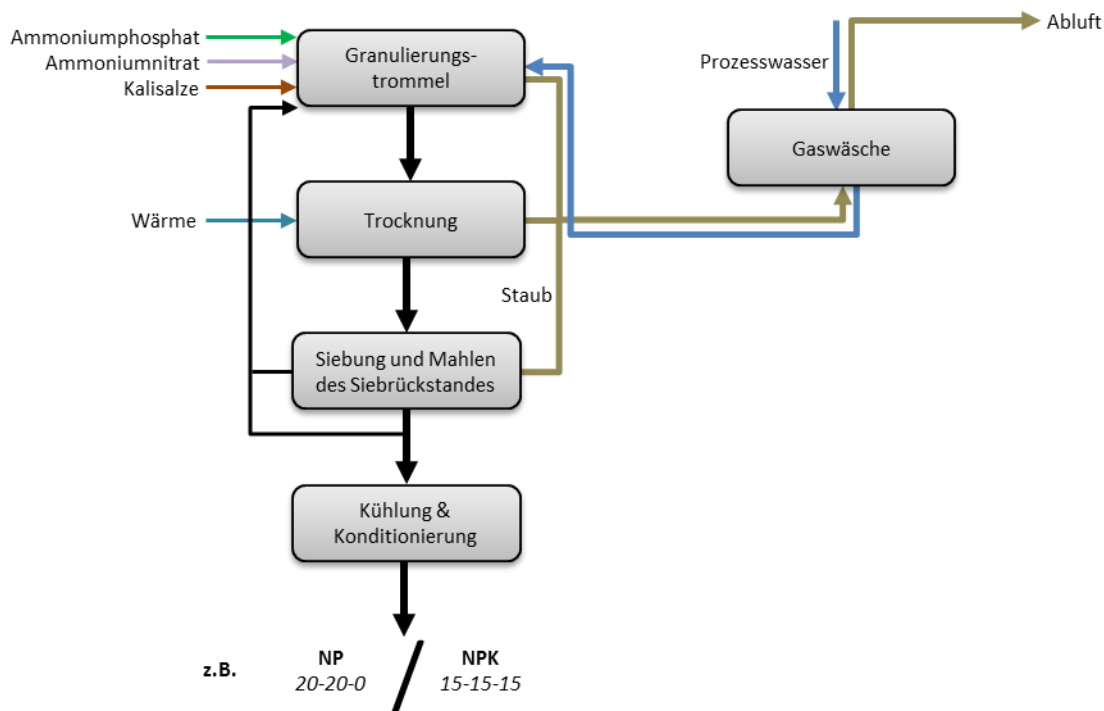 Ammoniumphosphat
Ammoniumnitrat
Kalisalze
Granulierungs-
trommel
Prozesswasser
Abluft
Gaswäsche
Wärme
Trocknung
Staub
Siebung und Mahlen
des Siebrückstandes
Kühlung &
Konditionierung
z.B.
NP
20-20-0
NPK
15-15-15